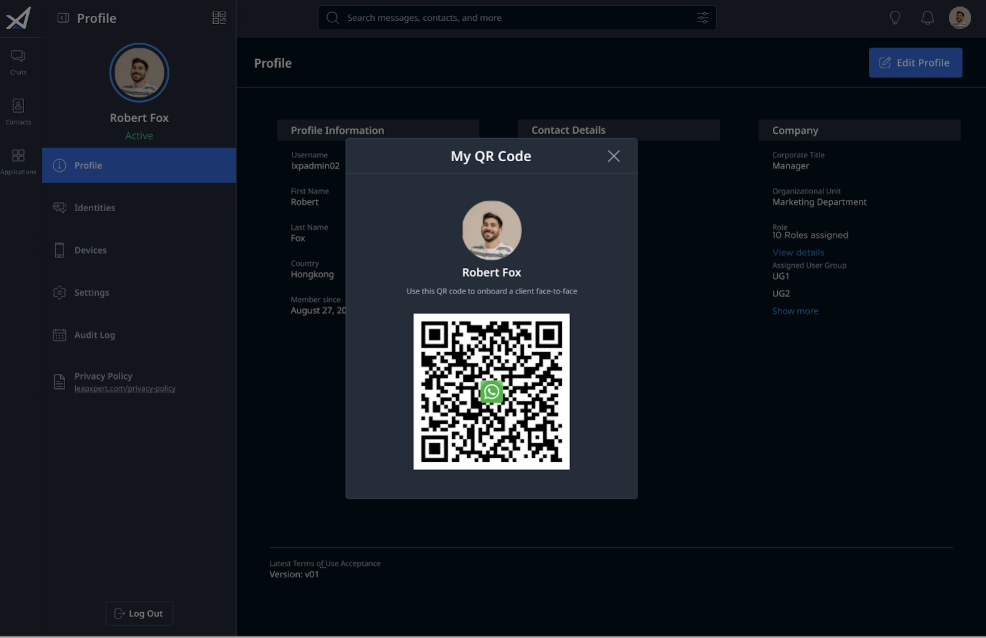 Profile
Search messages, contacts, and more
Chats
Contacts
Applications
Robert Fox
Active
Profile
Identities
Devices
Settings
Audit Log
Privacy Policy
leapxpert.com/privacy-policy
Log Out
Profile
Edit Profile
Profile Information
Username
lxpadmin02
First Name
Robert
Last Name
Fox
Country
Hongkong
Member since
August 27, 20
Contact Details
My QR Code
Robert Fox
Use this QR code to onboard a client face-to-face
Company
Corporate Title
Manager
Organizational Unit
Marketing Department
Role
10 Roles assigned
View details
Assigned User Group
UG1
UG2
Show more
Latest Terms of Use Acceptance
Version: v01